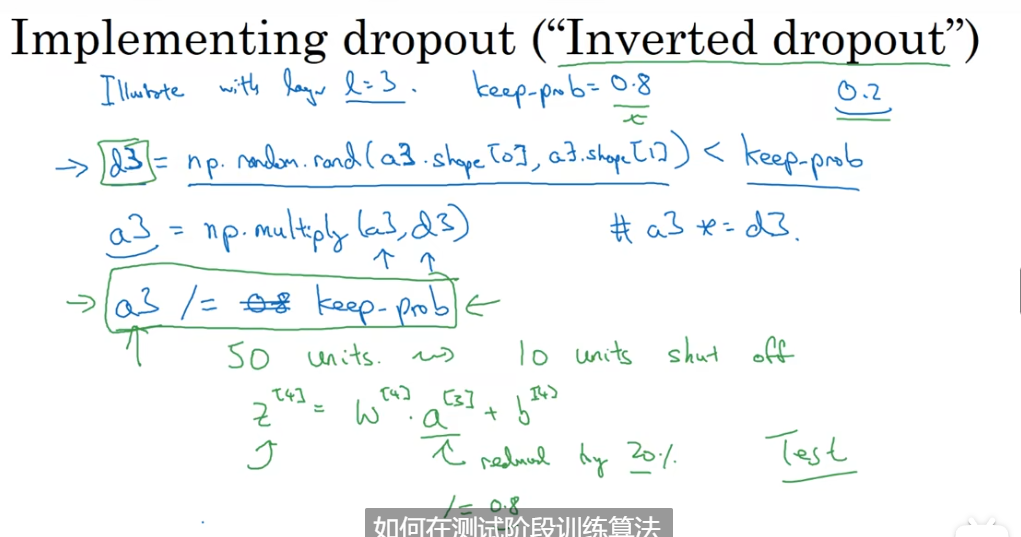 Implementing dropout ("Inverted dropout")
Illustrate with layer l=3. keep-prob= 0.8 0.2
→ d3 = np.random.rand(a3.shape[0], a3.shape[1]) < keep-prob
a3 = np.multiply(a3, d3) # a3 *= d3.
→ a3 /= 0.8 keep-prob ←
50 units. ⇝ 10 units shut off
z[4] = W[4] · a[3] + b[4]
reduced by 20%. Test
/= 0.8
如何在测试阶段训练算法